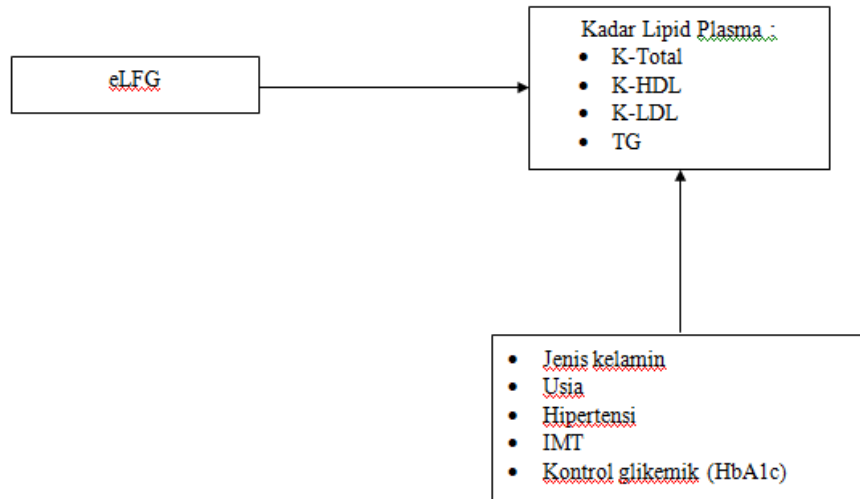 eLFG
Kadar Lipid Plasma :
• K-Total
• K-HDL
• K-LDL
• TG
• Jenis kelamin
• Usia
• Hipertensi
• IMT
• Kontrol glikemik (HbA1c)